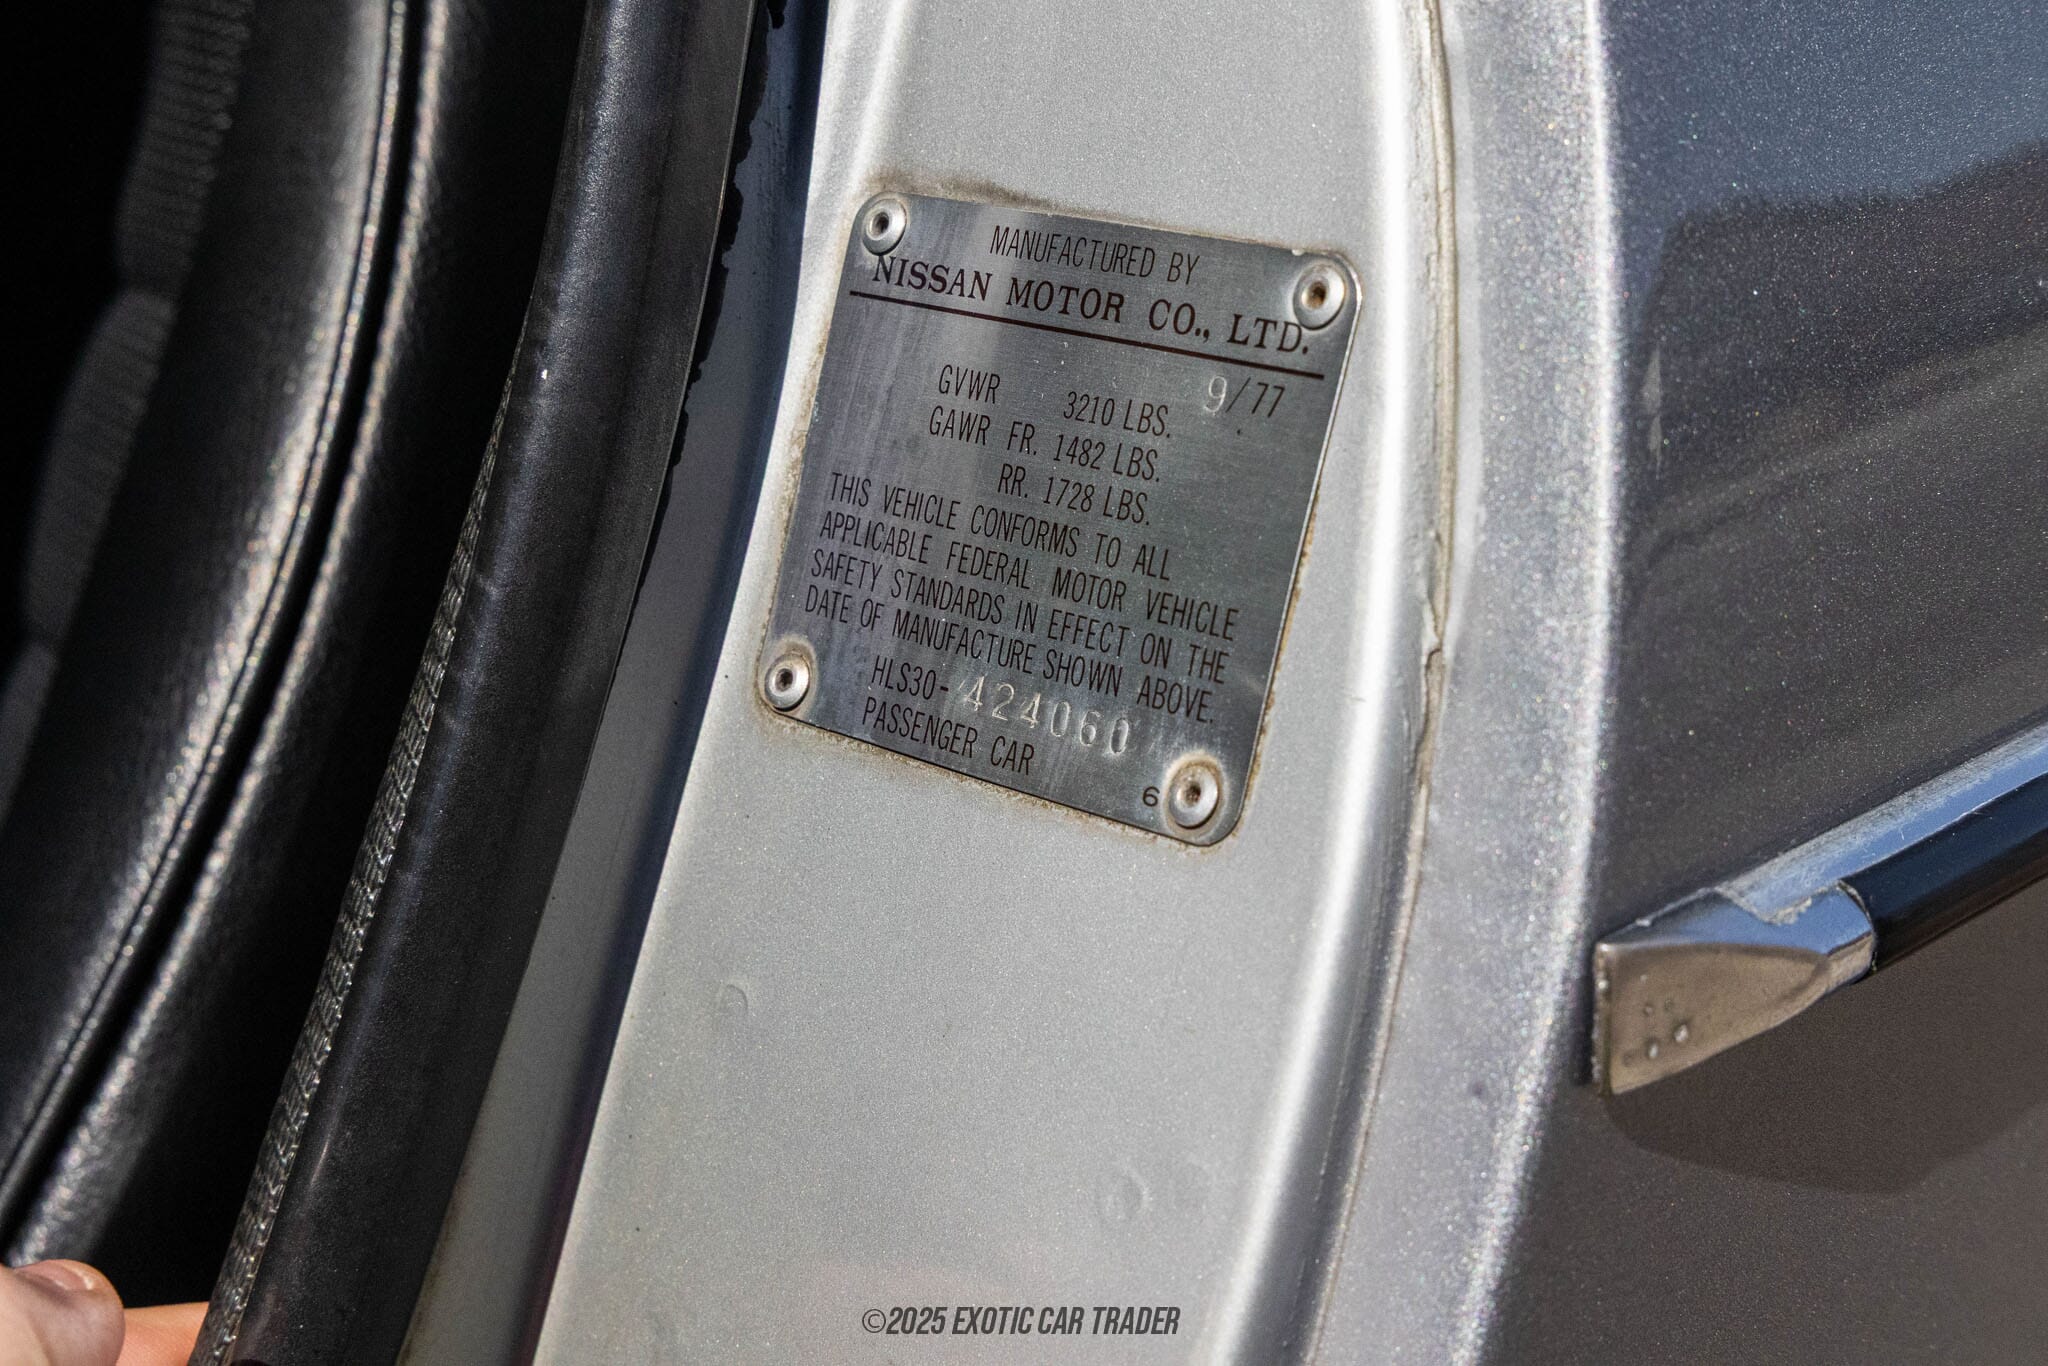 MANUFACTURED BY
NISSAN MOTOR CO., LTD.
9/77
GVWR 3210 LBS.
GAWR FR. 1482 LBS.
RR. 1728 LBS.
THIS VEHICLE CONFORMS TO ALL
APPLICABLE FEDERAL MOTOR VEHICLE
SAFETY STANDARDS IN EFFECT ON THE
DATE OF MANUFACTURE SHOWN ABOVE.
HLS30-424060
PASSENGER CAR
6
©2025 EXOTIC CAR TRADER